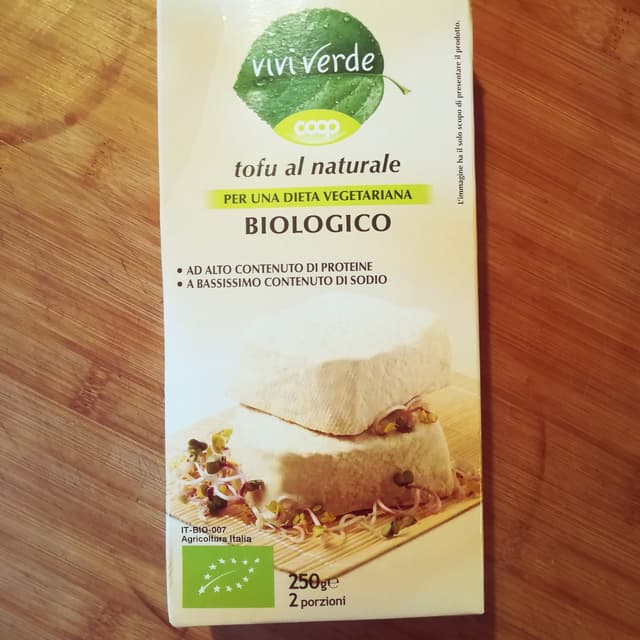 vivi verde
coop
tofu al naturale
PER UNA DIETA VEGETARIANA
BIOLOGICO
• AD ALTO CONTENUTO DI PROTEINE
• A BASSISSIMO CONTENUTO DI SODIO
L'immagine ha il solo scopo di presentare il prodotto.
IT-BIO-007
Agricoltura Italia
250g℮
2 porzioni